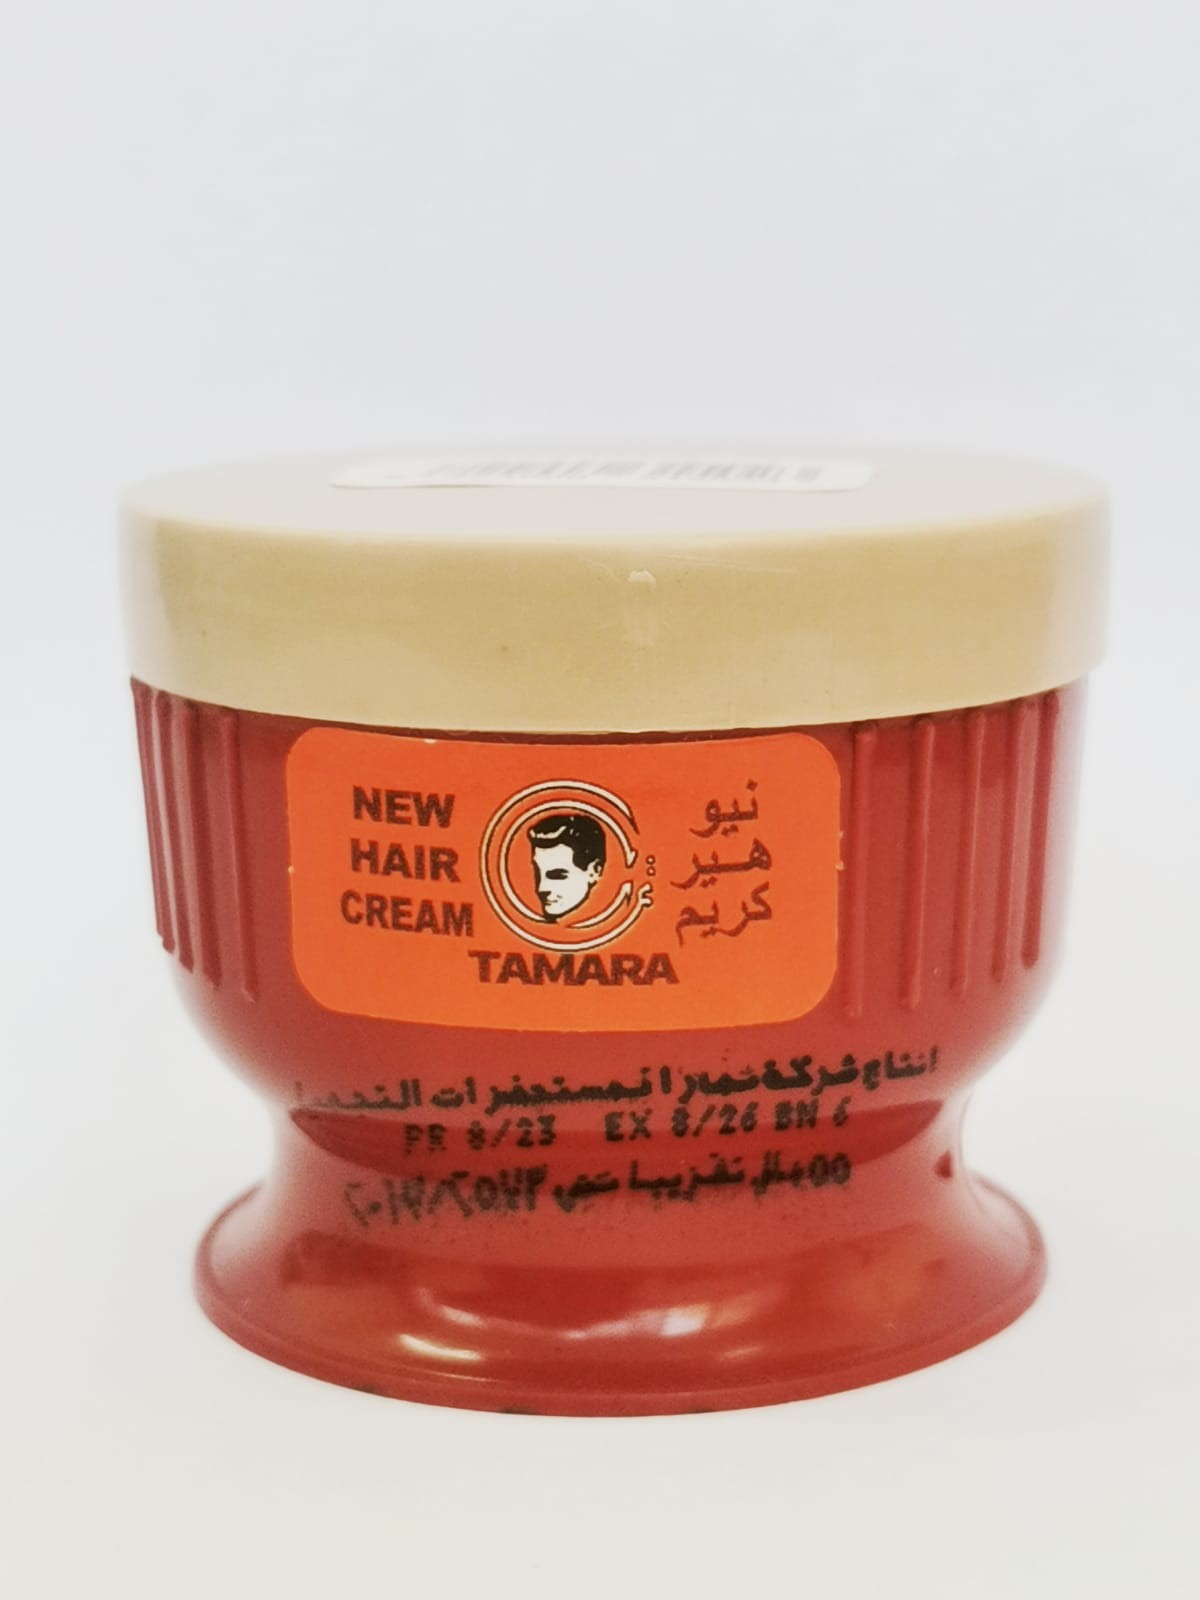 NEW
HAIR
CREAM
TAMARA
نيو
هير
كريم
انتاج شركة تمارا لمستحضرات
PR 8/23 EX 8/26 BN 6
تقريبا